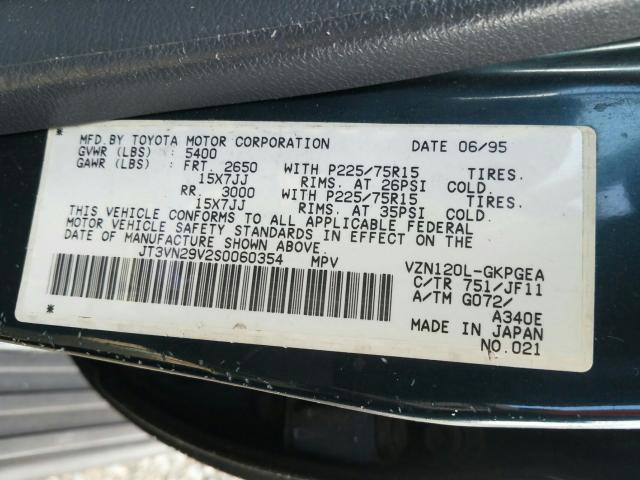 MFD.BY TOYOTA MOTOR CORPORATION DATE 06/95
GVWR (LBS) : 5400
GAWR (LBS) : FRT. 2650 WITH P225/75R15 TIRES.
15X7JJ RIMS. AT 26PSI COLD.
RR. 3000 WITH P225/75R15 TIRES.
15X7JJ RIMS. AT 35PSI COLD.
THIS VEHICLE CONFORMS TO ALL APPLICABLE FEDERAL
MOTOR VEHICLE SAFETY STANDARDS IN EFFECT ON THE
DATE OF MANUFACTURE SHOWN ABOVE.
JT3VN29V2S0060354 MPV VZN120L-GKPGEA
C/TR 751/JF11
A/TM G072/
A340E
MADE IN JAPAN
NO.021